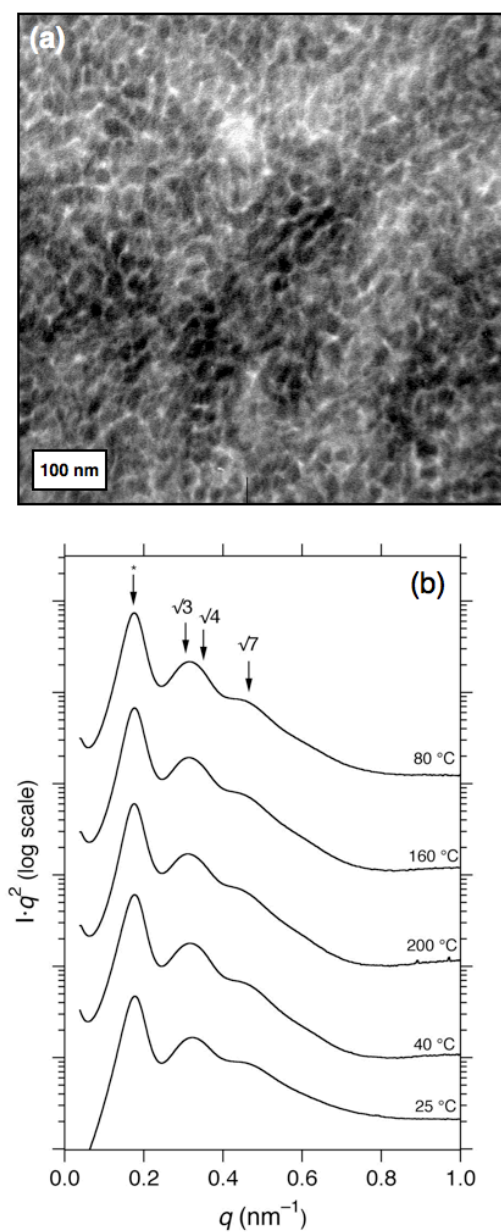 (a)
100 nm
(b)
*
√3
√4
√7
80 °C
160 °C
200 °C
40 °C
25 °C
I·q² (log scale)
0.0 0.2 0.4 0.6 0.8 1.0
q (nm⁻¹)